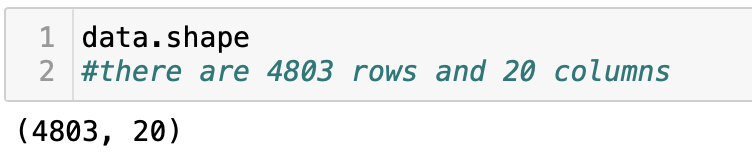 1 data.shape
2 #there are 4803 rows and 20 columns
(4803, 20)